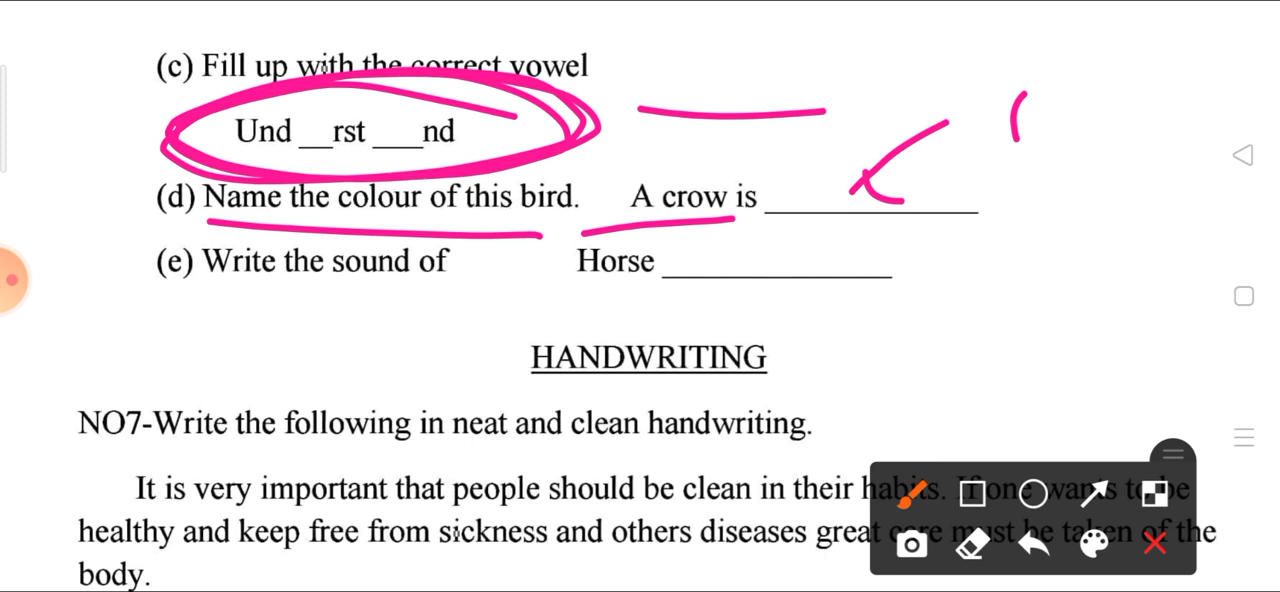 (c) Fill up with the correct vowel
Und __rst ___nd
(d) Name the colour of this bird. A crow is ________________
(e) Write the sound of Horse _________________
HANDWRITING
NO7-Write the following in neat and clean handwriting.
It is very important that people should be clean in their habits. If one wants to be
healthy and keep free from sickness and others diseases great care must be taken of the
body.